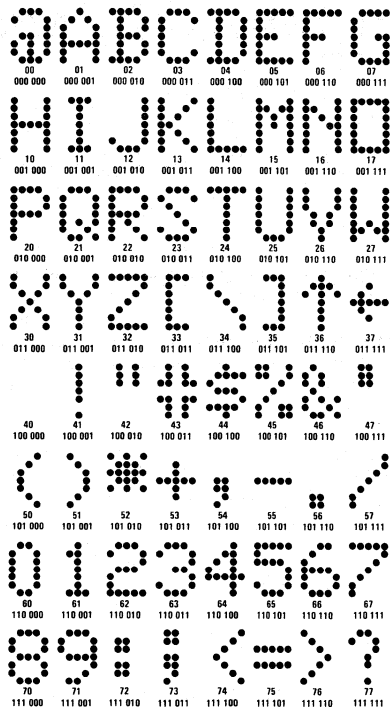 @ A B C D E F G
00 01 02 03 04 05 06 07
000 000 000 001 000 010 000 011 000 100 000 101 000 110 000 111
H I J K L M N O
10 11 12 13 14 15 16 17
001 000 001 001 001 010 001 011 001 100 001 101 001 110 001 111
P Q R S T U V W
20 21 22 23 24 25 26 27
010 000 010 001 010 010 010 011 010 100 010 101 010 110 010 111
X Y Z [ \ ] ↑ ←
30 31 32 33 34 35 36 37
011 000 011 001 011 010 011 011 011 100 011 101 011 110 011 111
! " # $ % & '
40 41 42 43 44 45 46 47
100 000 100 001 100 010 100 011 100 100 100 101 100 110 100 111
( ) * + , - . /
50 51 52 53 54 55 56 57
101 000 101 001 101 010 101 011 101 100 101 101 101 110 101 111
0 1 2 3 4 5 6 7
60 61 62 63 64 65 66 67
110 000 110 001 110 010 110 011 110 100 110 101 110 110 110 111
8 9 : ; < = > ?
70 71 72 73 74 75 76 77
111 000 111 001 111 010 111 011 111 100 111 101 111 110 111 111